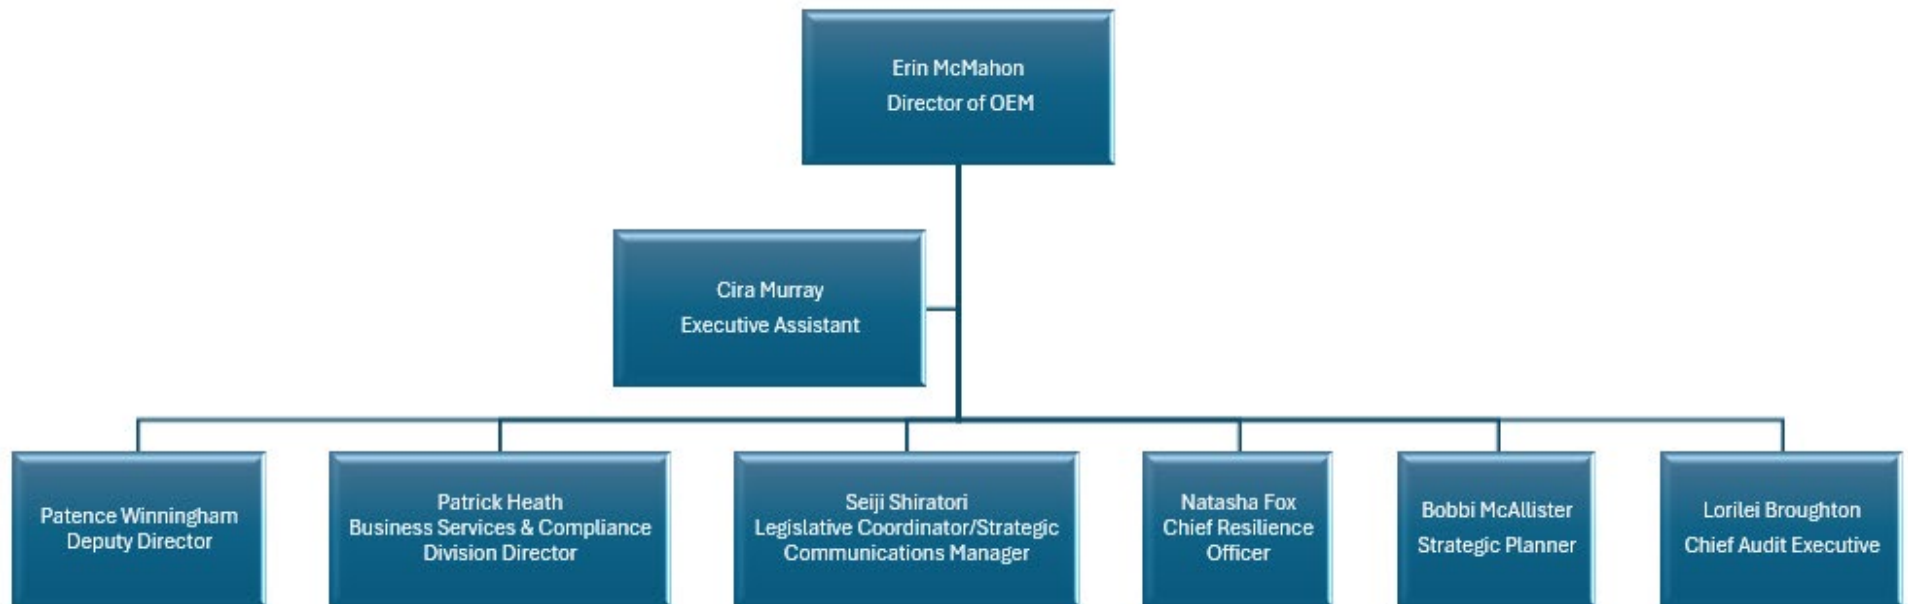 Erin McMahon
Director of OEM
Cira Murray
Executive Assistant
Patence Winningham
Deputy Director
Patrick Heath
Business Services & Compliance
Division Director
Seiji Shiratori
Legislative Coordinator/Strategic
Communications Manager
Natasha Fox
Chief Resilience
Officer
Bobbi McAllister
Strategic Planner
Lorilei Broughton
Chief Audit Executive